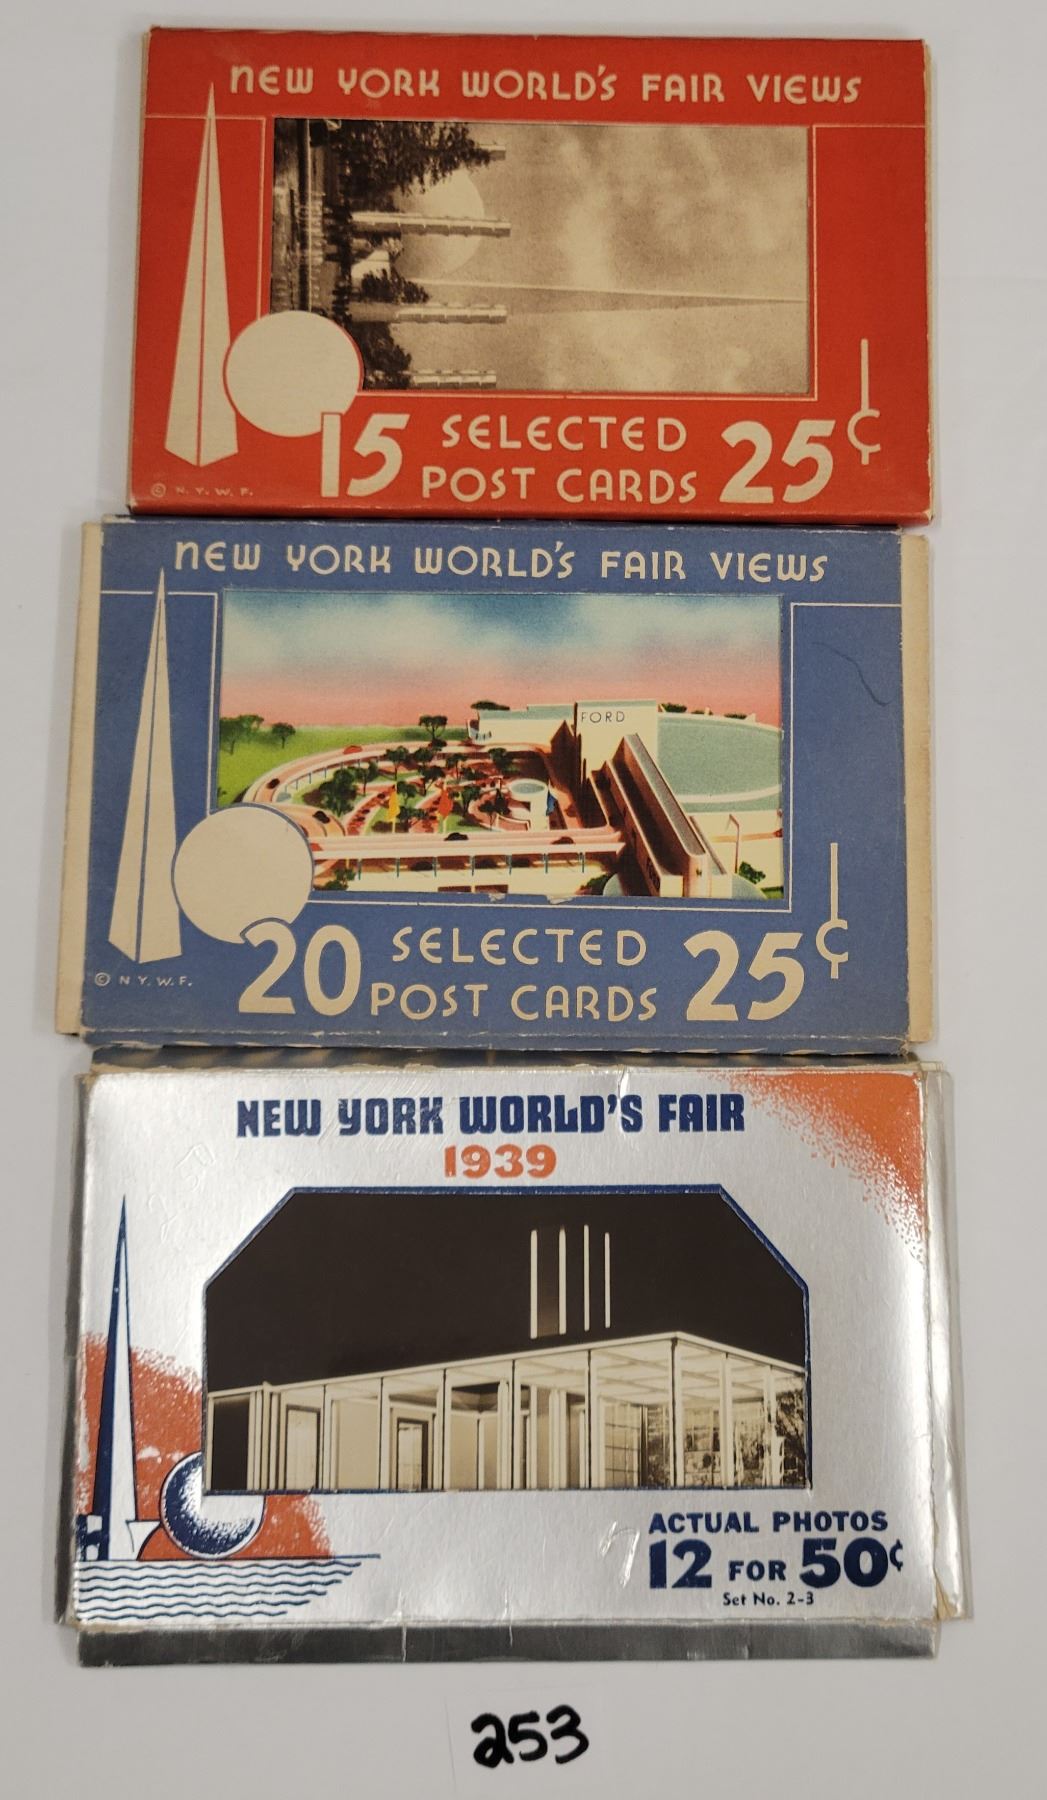 NEW YORK WORLD'S FAIR VIEWS
15 SELECTED POST CARDS 25¢
© N. Y. W. F.
NEW YORK WORLD'S FAIR VIEWS
FORD
20 SELECTED POST CARDS 25¢
© N Y. W. F.
NEW YORK WORLD'S FAIR
1939
ACTUAL PHOTOS
12 FOR 50¢
Set No. 2-3
253